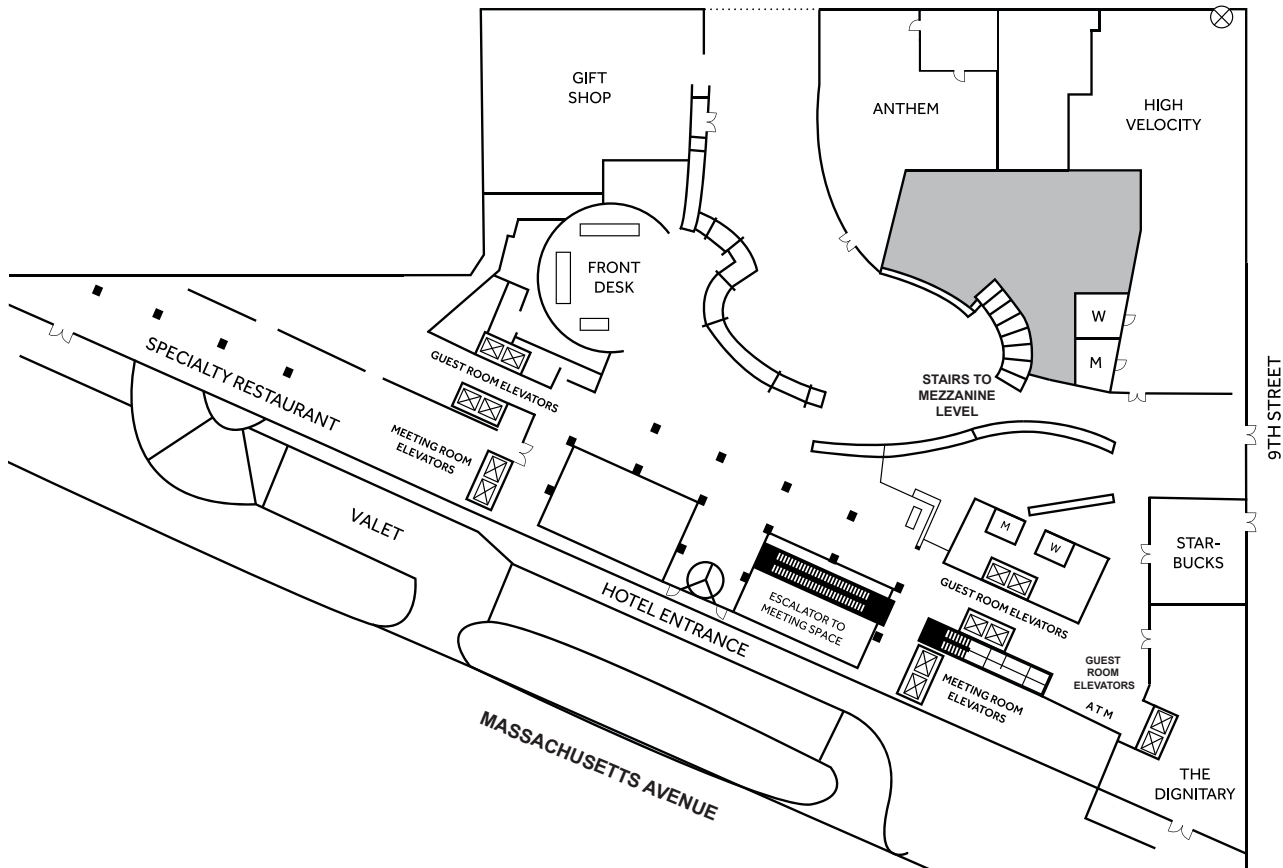 GIFT
SHOP
ANTHEM
HIGH
VELOCITY
FRONT
DESK
W
M
SPECIALTY RESTAURANT
GUEST ROOM ELEVATORS
STAIRS TO
MEZZANINE
LEVEL
9TH STREET
MEETING ROOM
ELEVATORS
VALET
M
W
STAR-
BUCKS
HOTEL ENTRANCE
ESCALATOR TO
MEETING SPACE
GUEST ROOM ELEVATORS
GUEST
ROOM
ELEVATORS
ATM
MEETING ROOM
ELEVATORS
MASSACHUSETTS AVENUE
THE
DIGNITARY